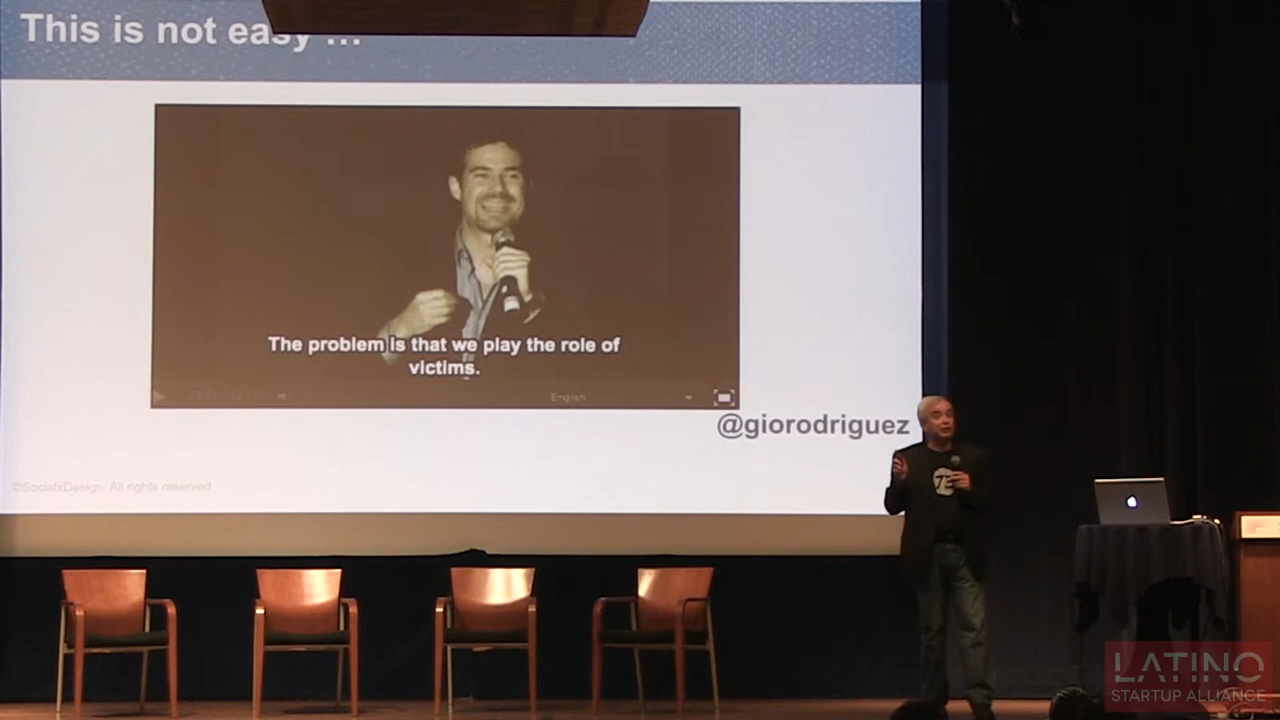 This is not easy ...
The problem is that we play the role of
victims.
English
@giorodriguez
©SocialxDesign. All rights reserved
LATINO
STARTUP ALLIANCE